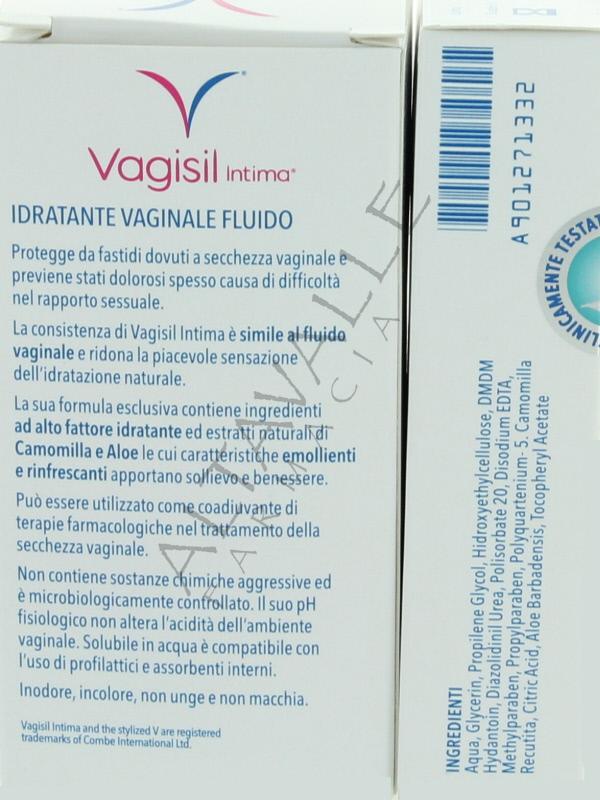 Vagisil Intima®
IDRATANTE VAGINALE FLUIDO
Protegge da fastidi dovuti a secchezza vaginale e
previene stati dolorosi spesso causa di difficoltà
nel rapporto sessuale.
La consistenza di Vagisil Intima è simile al fluido
vaginale e ridona la piacevole sensazione
dell'idratazione naturale.
La sua formula esclusiva contiene ingredienti
ad alto fattore idratante ed estratti naturali di
Camomilla e Aloe le cui caratteristiche emollienti
e rinfrescanti apportano sollievo e benessere.
Può essere utilizzato come coadiuvante di
terapie farmacologiche nel trattamento della
secchezza vaginale.
Non contiene sostanze chimiche aggressive ed
è microbiologicamente controllato. Il suo pH
fisiologico non altera l'acidità dell'ambiente
vaginale. Solubile in acqua è compatibile con
l'uso di profilattici e assorbenti interni.
Inodore, incolore, non unge e non macchia.
Vagisil Intima and the stylized V are registered
trademarks of Combe International Ltd.
ALTAVALLE
FARMACIA
A901271332
CLINICAMENTE TESTAT
INGREDIENTI
Aqua, Glycerin, Propilene Glycol, Hidroxyethylcellulose, DMDM
Hydantoin, Diazolidinil Urea, Polisorbate 20, Disodium EDTA,
Methylparaben, Propylparaben, Polyquartenium- 5. Camomilla
Recutita, Citric Acid, Aloe Barbadensis, Tocopheryl Acetate